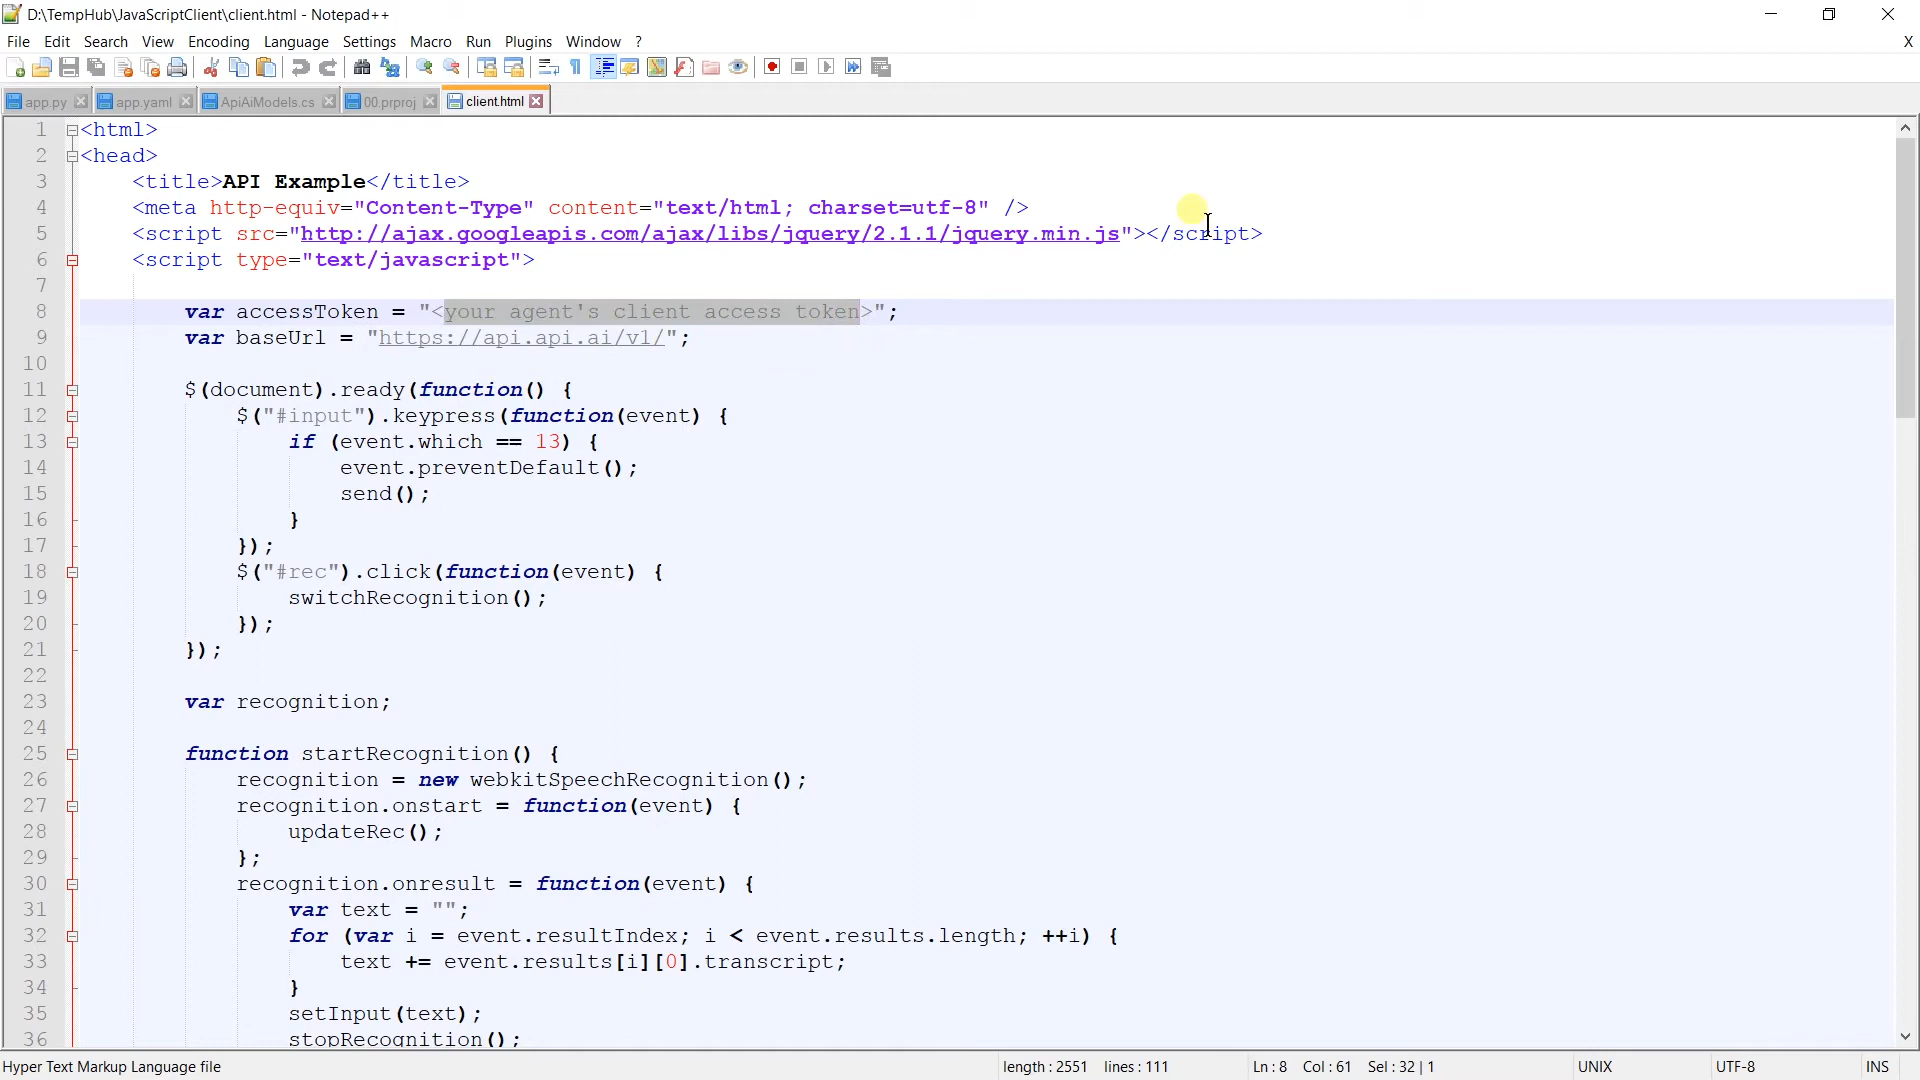 D:\TempHub\JavaScriptClient\client.html - Notepad++
File Edit Search View Encoding Language Settings Macro Run Plugins Window ? X
app.py app.yaml ApiAiModels.cs 00.prproj client.html
1 <html>
2 <head>
3 <title>API Example</title>
4 <meta http-equiv="Content-Type" content="text/html; charset=utf-8" />
5 <script src="http://ajax.googleapis.com/ajax/libs/jquery/2.1.1/jquery.min.js"></script>
6 <script type="text/javascript">
7
8 var accessToken = "<your agent's client access token>";
9 var baseUrl = "https://api.api.ai/v1/";
10
11 $(document).ready(function() {
12 $("#input").keypress(function(event) {
13 if (event.which == 13) {
14 event.preventDefault();
15 send();
16 }
17 });
18 $("#rec").click(function(event) {
19 switchRecognition();
20 });
21 });
22
23 var recognition;
24
25 function startRecognition() {
26 recognition = new webkitSpeechRecognition();
27 recognition.onstart = function(event) {
28 updateRec();
29 };
30 recognition.onresult = function(event) {
31 var text = "";
32 for (var i = event.resultIndex; i < event.results.length; ++i) {
33 text += event.results[i][0].transcript;
34 }
35 setInput(text);
36 stopRecognition();
Hyper Text Markup Language file length : 2551 lines : 111 Ln : 8 Col : 61 Sel : 32 | 1 UNIX UTF-8 INS